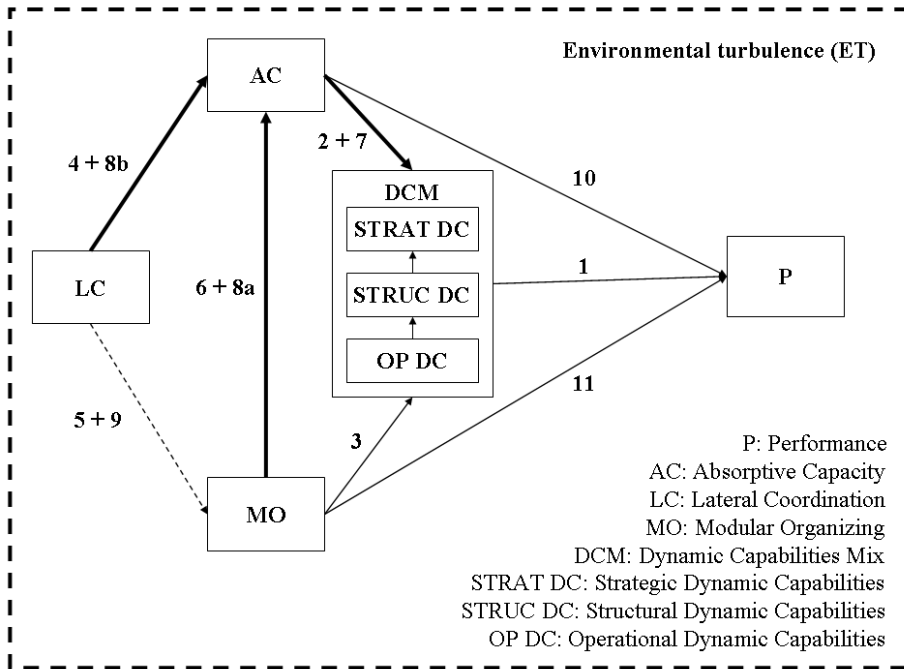 Environmental turbulence (ET)
AC
2 + 7
4 + 8b
10
DCM
STRAT DC
1
P
LC
6 + 8a
STRUC DC
OP DC
11
5 + 9
3
MO
P: Performance
AC: Absorptive Capacity
LC: Lateral Coordination
MO: Modular Organizing
DCM: Dynamic Capabilities Mix
STRAT DC: Strategic Dynamic Capabilities
STRUC DC: Structural Dynamic Capabilities
OP DC: Operational Dynamic Capabilities